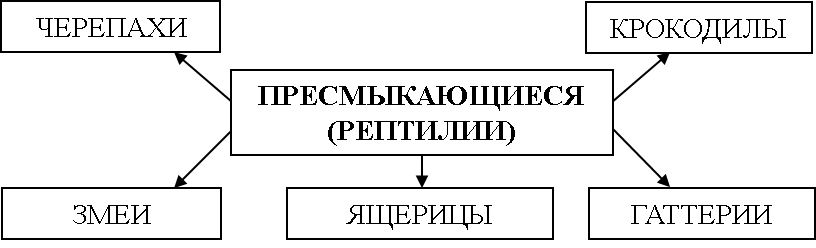 ЧЕРЕПАХИ
КРОКОДИЛЫ
ПРЕСМЫКАЮЩИЕСЯ
(РЕПТИЛИИ)
ЗМЕИ
ЯЩЕРИЦЫ
ГАТТЕРИИ